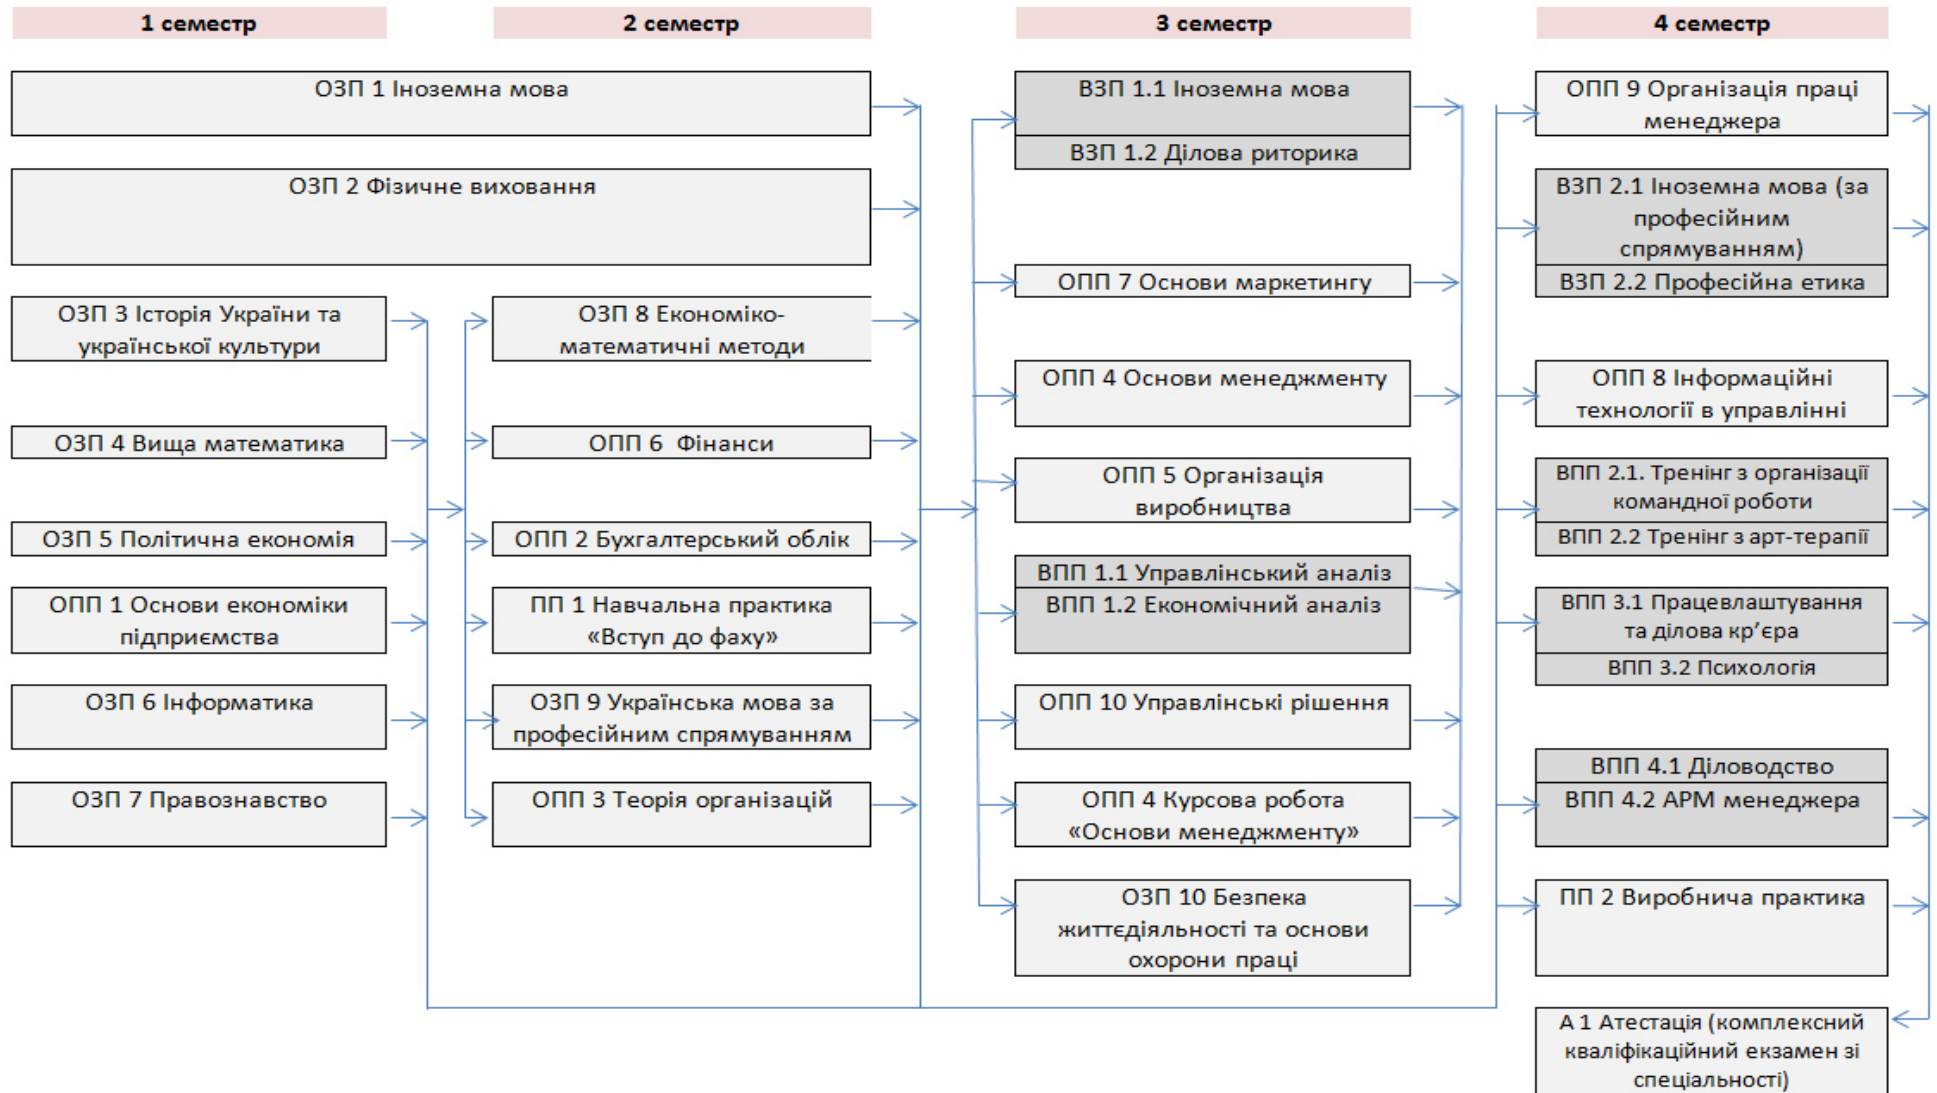 1 семестр
2 семестр
3 семестр
4 семестр
ОЗП 1 Іноземна мова
ОЗП 2 Фізичне виховання
ОЗП 3 Історія України та
української культури
ОЗП 4 Вища математика
ОЗП 5 Політична економія
ОПП 1 Основи економіки
підприємства
ОЗП 6 Інформатика
ОЗП 7 Правознавство
ОЗП 8 Економіко-
математичні методи
ОПП 6 Фінанси
ОПП 2 Бухгалтерський облік
ПП 1 Навчальна практика
«Вступ до фаху»
ОЗП 9 Українська мова за
професійним спрямуванням
ОПП 3 Теорія організацій
ВЗП 1.1 Іноземна мова
ВЗП 1.2 Ділова риторика
ОПП 7 Основи маркетингу
ОПП 4 Основи менеджменту
ОПП 5 Організація
виробництва
ВПП 1.1 Управлінський аналіз
ВПП 1.2 Економічний аналіз
ОПП 10 Управлінські рішення
ОПП 4 Курсова робота
«Основи менеджменту»
ОЗП 10 Безпека
життєдіяльності та основи
охорони праці
ОПП 9 Організація праці
менеджера
ВЗП 2.1 Іноземна мова (за
професійним
спрямуванням)
ВЗП 2.2 Професійна етика
ОПП 8 Інформаційні
технології в управлінні
ВПП 2.1. Тренінг з організації
командної роботи
ВПП 2.2 Тренінг з арт-терапії
ВПП 3.1 Працевлаштування
та ділова кр’єра
ВПП 3.2 Психологія
ВПП 4.1 Діловодство
ВПП 4.2 АРМ менеджера
ПП 2 Виробнича практика
А 1 Атестація (комплексний
кваліфікаційний екзамен зі
спеціальності)